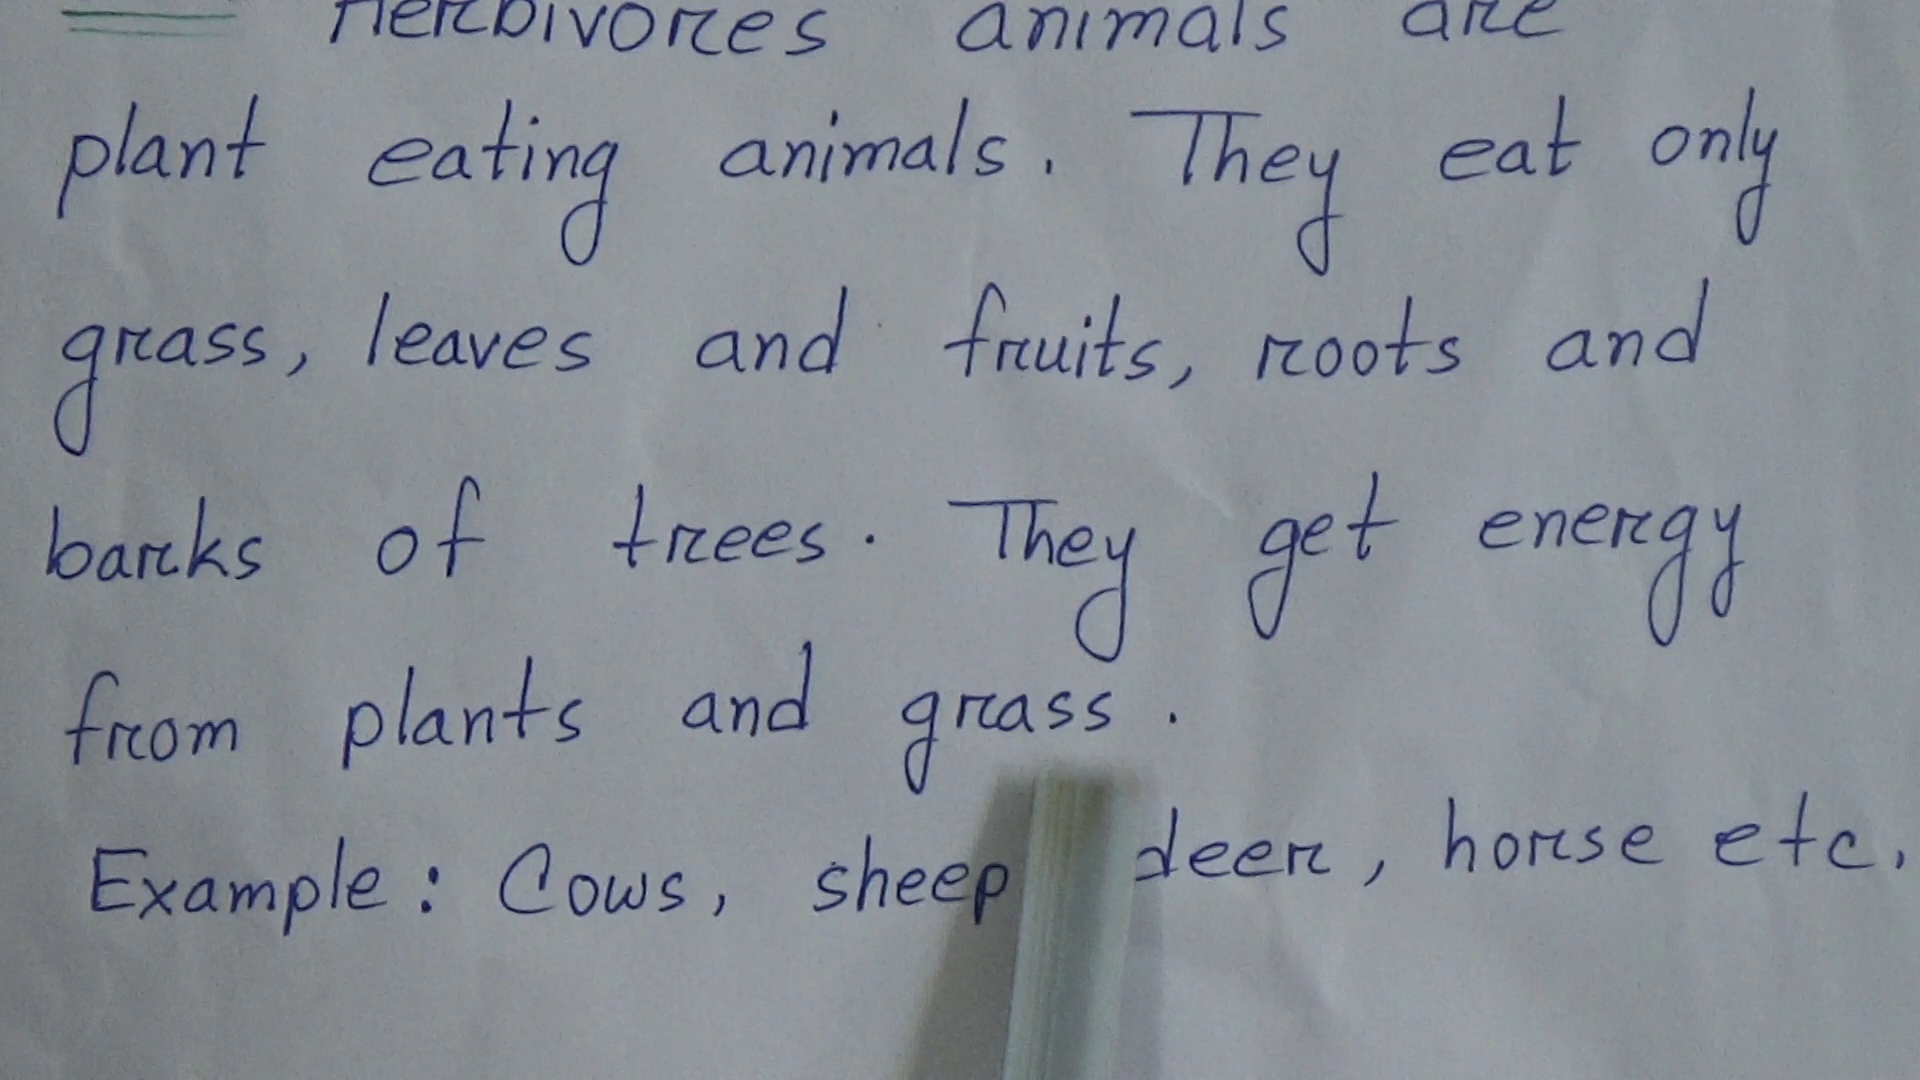 Herbivores animals are
plant eating animals. They eat only
grass, leaves and fruits, roots and
barks of trees. They get energy
from plants and grass.
Example: Cows, sheep deer, horse etc.